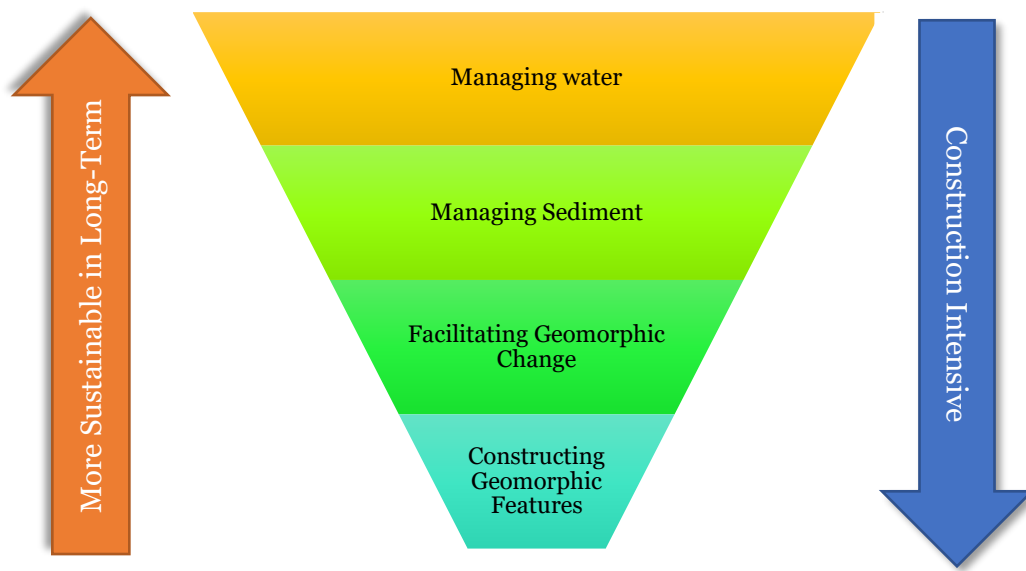 More Sustainable in Long-Term
Managing water
Managing Sediment
Facilitating Geomorphic
Change
Constructing
Geomorphic
Features
Construction Intensive